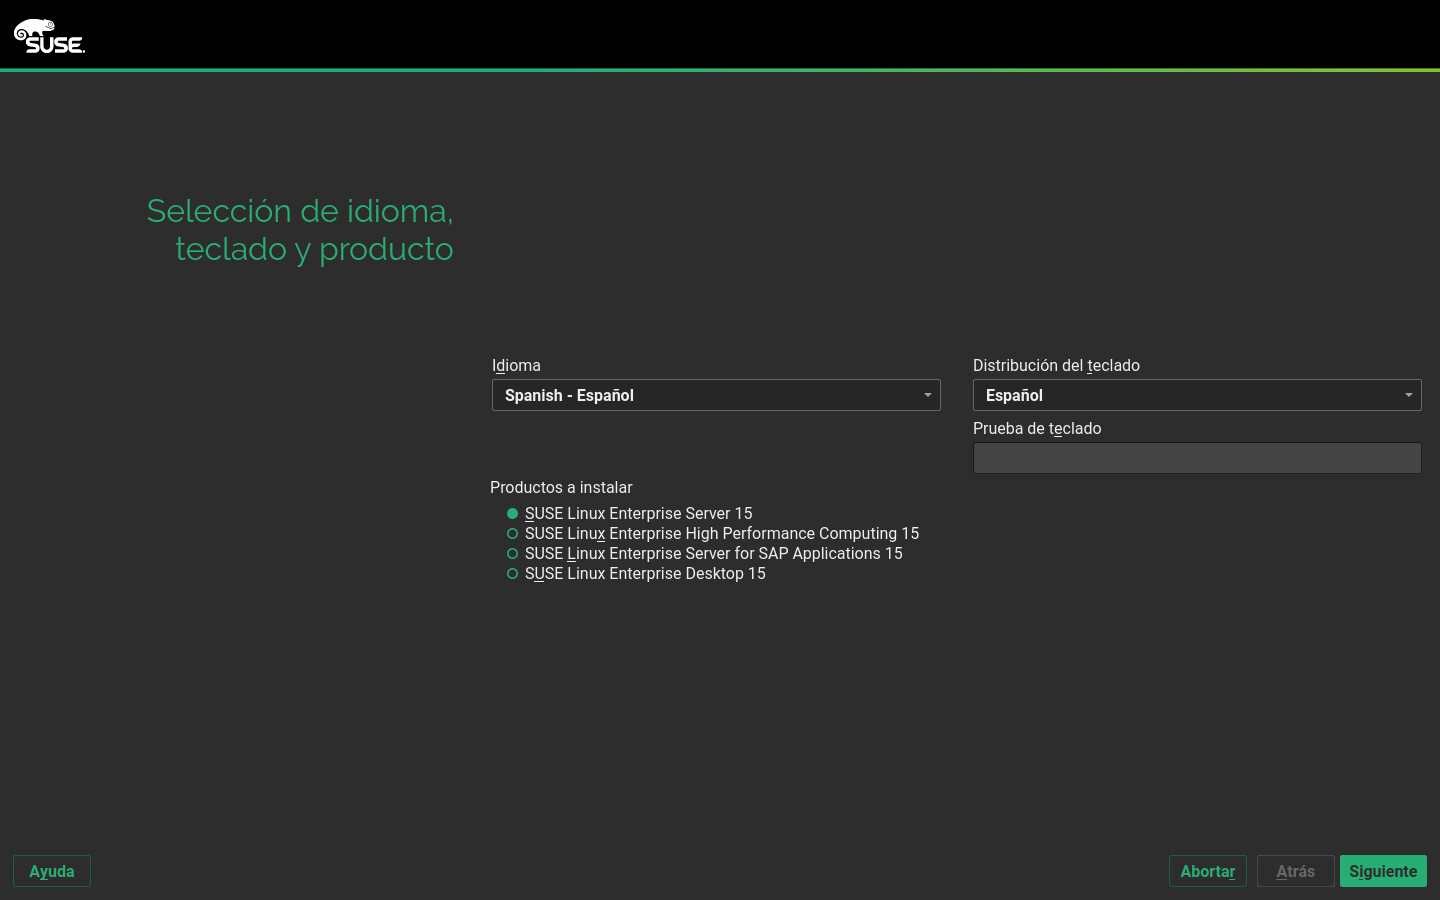 SUSE.
Selección de idioma,
teclado y producto
Idioma
Distribución del teclado
Spanish - Español
Español
Prueba de teclado
Productos a instalar
SUSE Linux Enterprise Server 15
SUSE Linux Enterprise High Performance Computing 15
SUSE Linux Enterprise Server for SAP Applications 15
SUSE Linux Enterprise Desktop 15
Ayuda
Abortar
Atrás
Siguiente